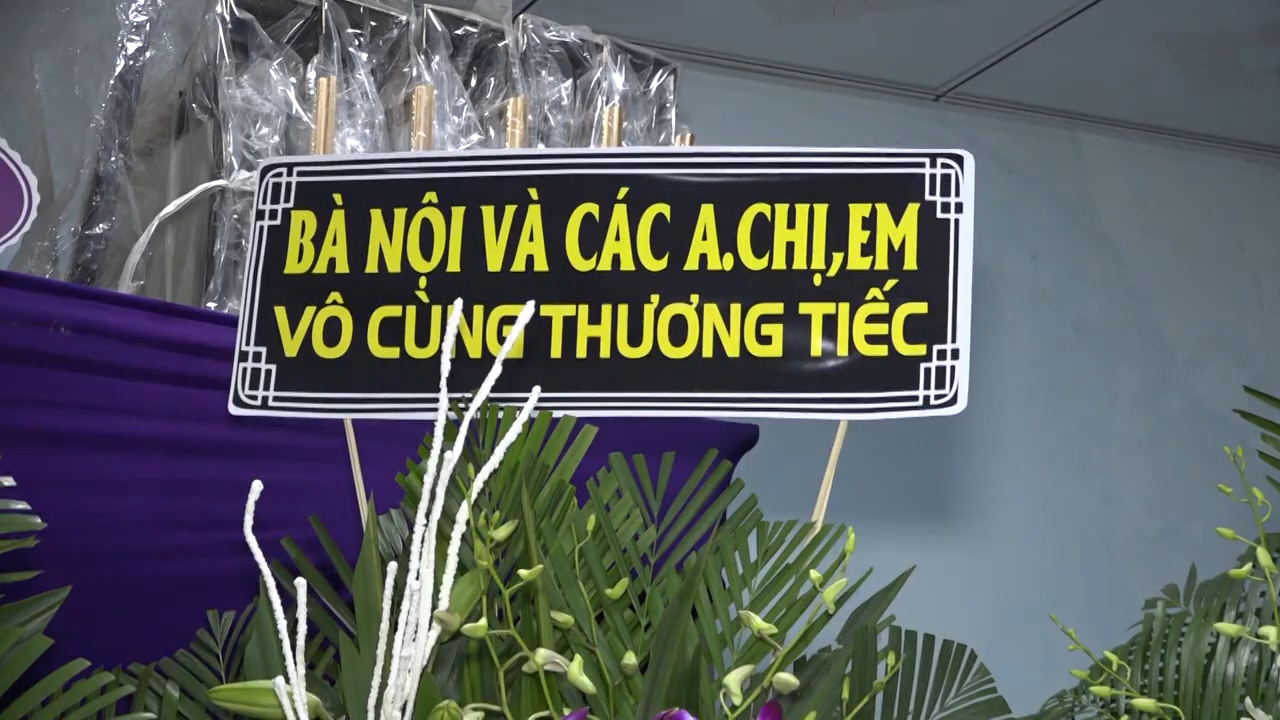 BÀ NỘI VÀ CÁC A.CHỊ,EM
VÔ CÙNG THƯƠNG TIẾC